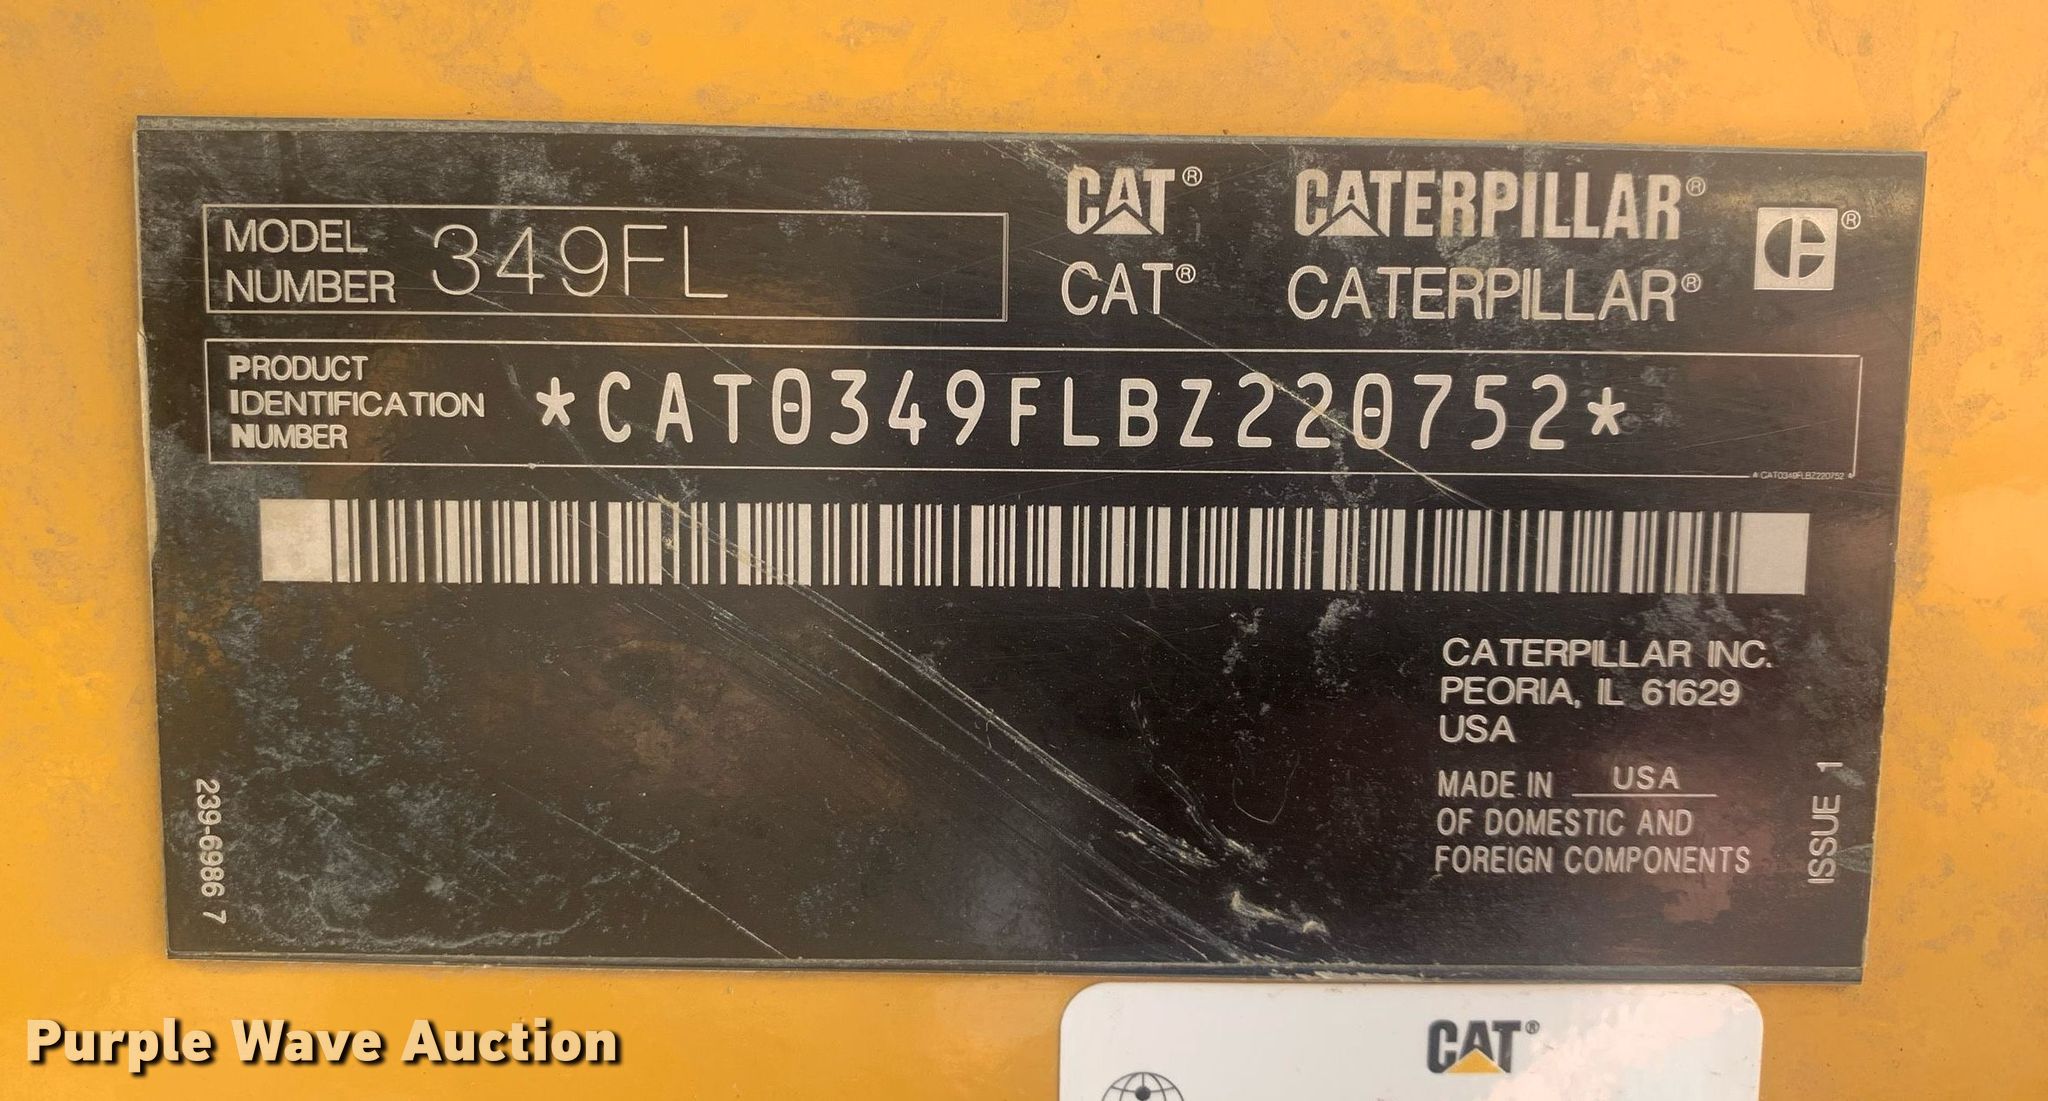 MODEL
NUMBER
349FL
CAT® CATERPILLAR®
CAT® CATERPILLAR®
PRODUCT
IDENTIFICATION
NUMBER
*CAT0349FLBZ220752*
* CAT0349FLBZ220752 *
CATERPILLAR INC.
PEORIA, IL 61629
USA
MADE IN USA
OF DOMESTIC AND
FOREIGN COMPONENTS
239-6986 7
ISSUE 1
CAT®
Purple Wave Auction